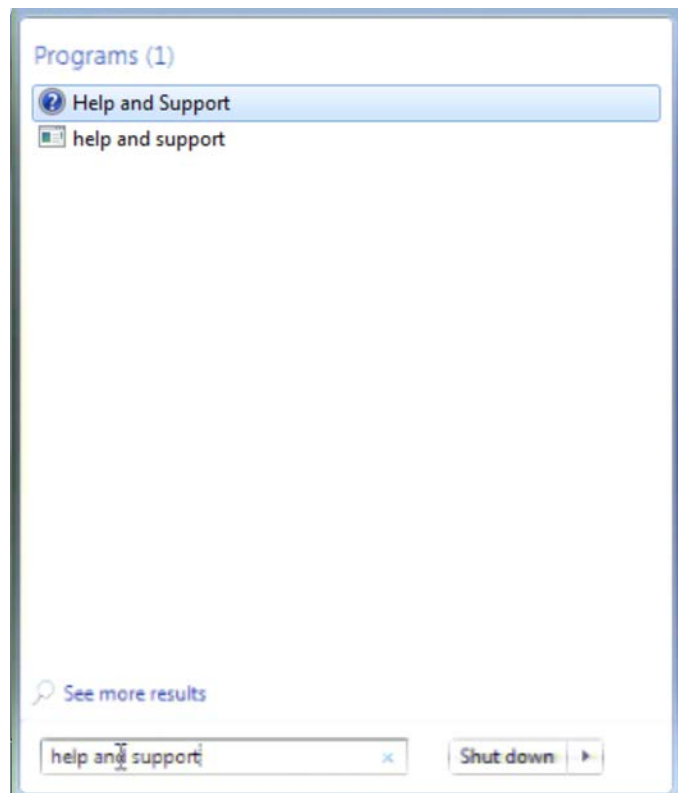 Programs (1)
Help and Support
help and support
See more results
help and support
Shut down